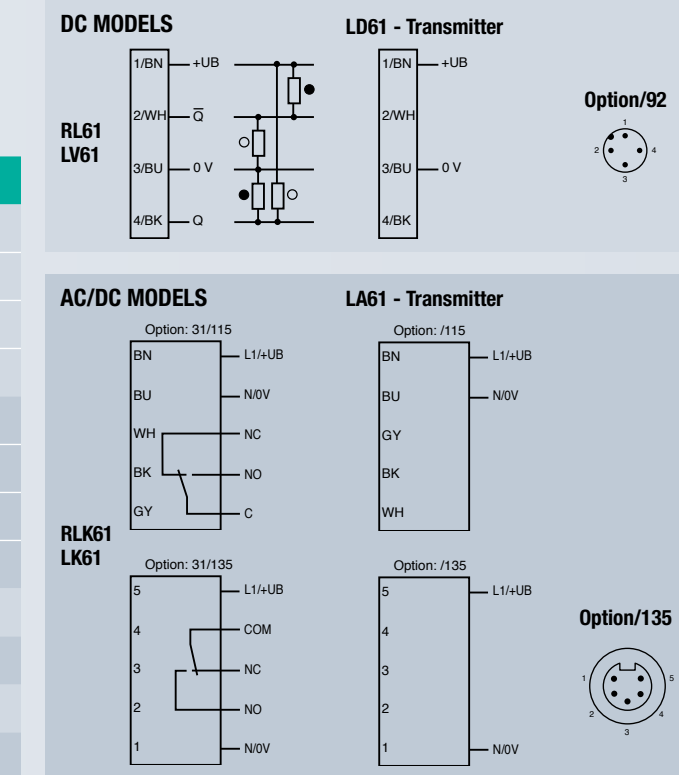 DC MODELS
LD61 - Transmitter
1/BN +UB
2/WH Q̅
3/BU 0 V
4/BK Q
RL61
LV61
1/BN +UB
2/WH
3/BU 0 V
4/BK
Option/92
1
2 4
3
AC/DC MODELS
LA61 - Transmitter
Option: 31/115
BN L1/+UB
BU N/0V
WH NC
BK NO
GY C
Option: /115
BN L1/+UB
BU N/0V
GY
BK
WH
RLK61
LK61
Option: 31/135
5 L1/+UB
4 COM
3 NC
2 NO
1 N/0V
Option: /135
5 L1/+UB
4
3
2
1 N/0V
Option/135
1 5
2 4
3